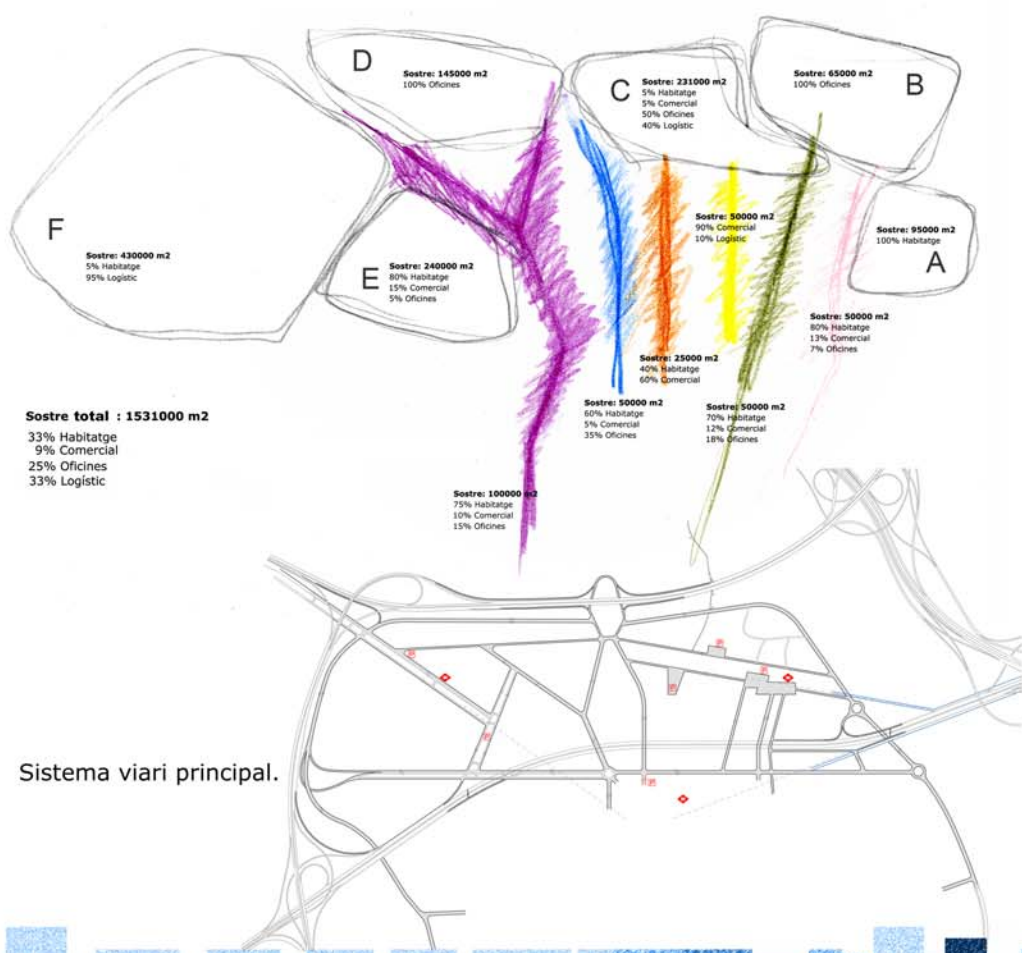 D
Sostre: 145000 m2
100% Oficines
C
Sostre: 231000 m2
5% Habitatge
5% Comercial
50% Oficines
40% Logístic
B
Sostre: 65000 m2
100% Oficines
F
Sostre: 430000 m2
5% Habitatge
95% Logístic
E
Sostre: 240000 m2
80% Habitatge
15% Comercial
5% Oficines
Sostre: 50000 m2
90% Comercial
10% Logístic
Sostre: 95000 m2
100% Habitatge
A
Sostre: 50000 m2
80% Habitatge
13% Comercial
7% Oficines
Sostre: 25000 m2
40% Habitatge
60% Comercial
Sostre: 50000 m2
60% Habitatge
5% Comercial
35% Oficines
Sostre: 50000 m2
70% Habitatge
12% Comercial
18% Oficines
Sostre total : 1531000 m2
33% Habitatge
9% Comercial
25% Oficines
33% Logístic
Sostre: 100000 m2
75% Habitatge
10% Comercial
15% Oficines
Sistema viari principal.